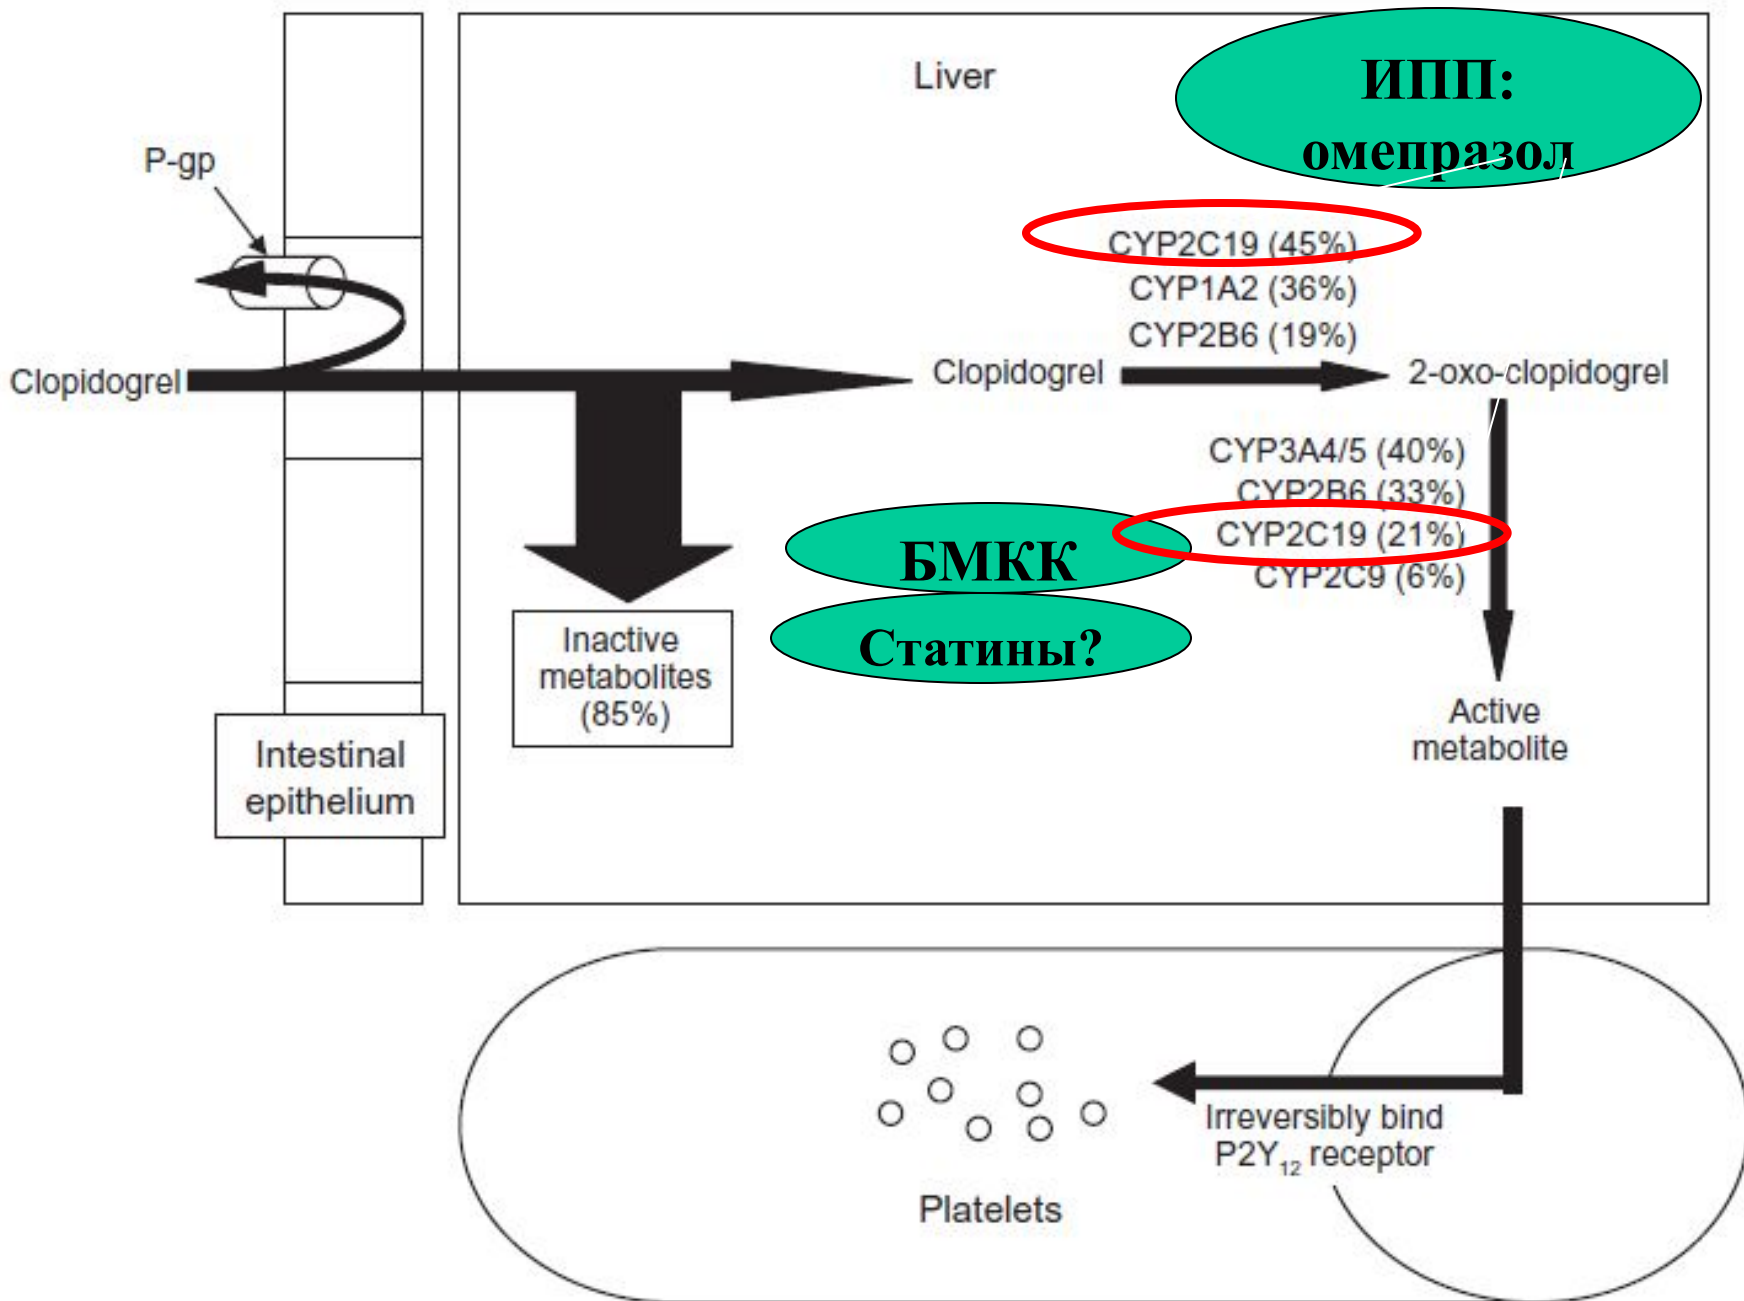 Liver
ИПП:
омепразол
P-gp
CYP2C19 (45%)
CYP1A2 (36%)
CYP2B6 (19%)
Clopidogrel
Clopidogrel
2-oxo-clopidogrel
CYP3A4/5 (40%)
CYP2B6 (33%)
CYP2C19 (21%)
CYP2C9 (6%)
БМКК
Статины?
Inactive
metabolites
(85%)
Intestinal
epithelium
Active
metabolite
Irreversibly bind
P2Y₁₂ receptor
Platelets